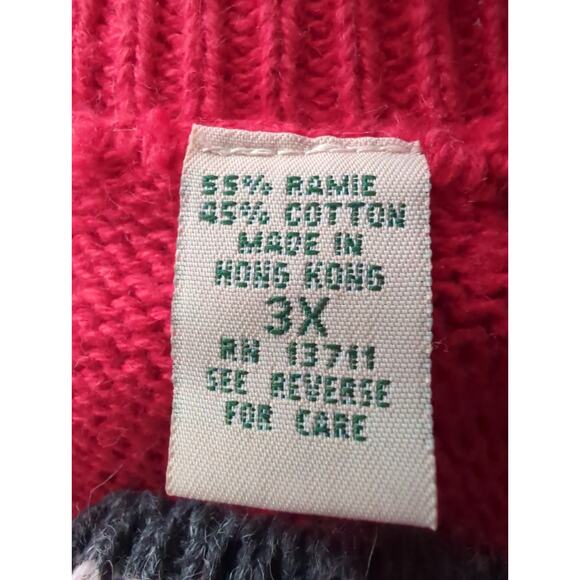 55% RAMIE
45% COTTON
MADE IN
HONG KONG
3X
RN 13711
SEE REVERSE
FOR CARE